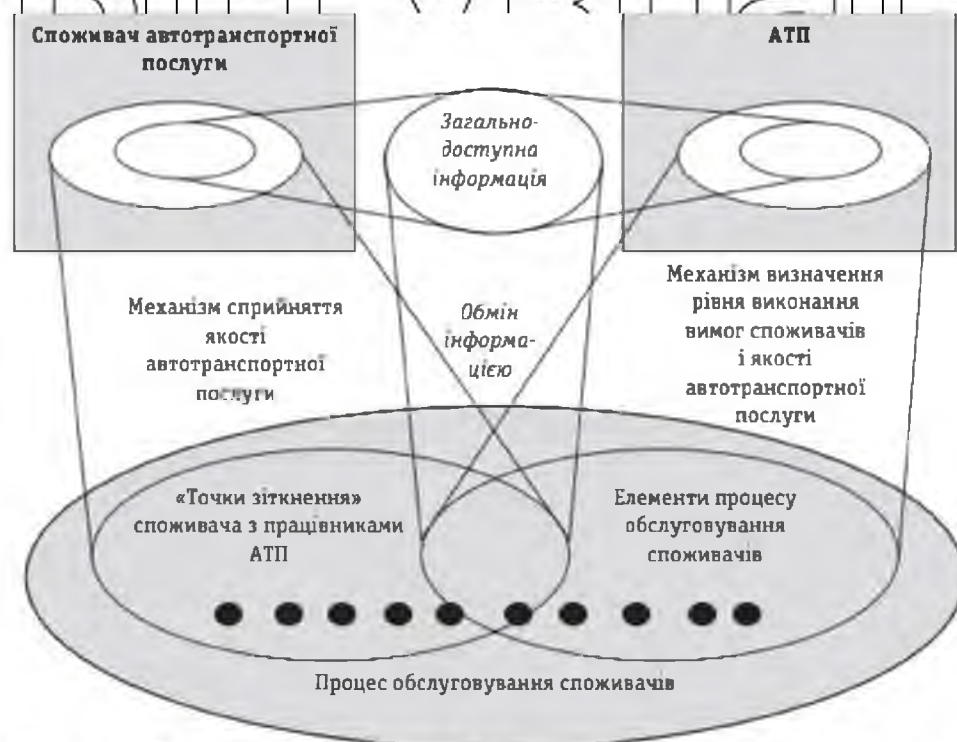 Споживач автотранспортної
послуги
АТП
Загально-
доступна
інформація
Механізм сприйняття
якості
автотранспортної
послуги
Обмін
інформа-
цією
Механізм визначення
рівня виконання
вимог споживачів
і якості
автотранспортної
послуги
«Точки зіткнення»
споживача з працівниками
АТП
Елементи процесу
обслуговування
споживачів
Процес обслуговування споживачів